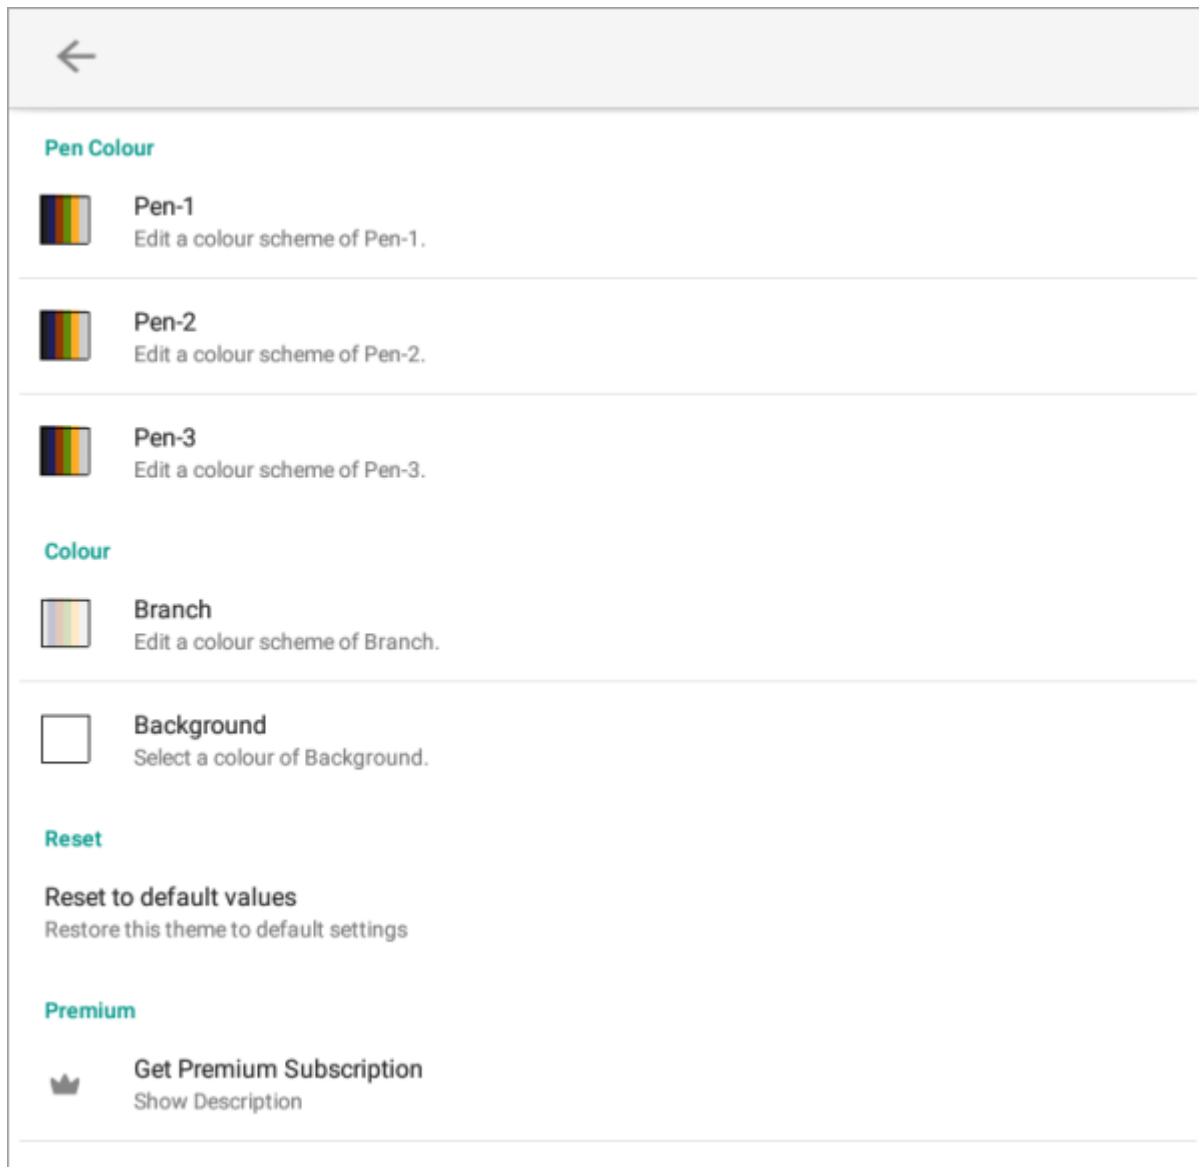 Pen Colour
Pen-1
Edit a colour scheme of Pen-1.
Pen-2
Edit a colour scheme of Pen-2.
Pen-3
Edit a colour scheme of Pen-3.
Colour
Branch
Edit a colour scheme of Branch.
Background
Select a colour of Background.
Reset
Reset to default values
Restore this theme to default settings
Premium
Get Premium Subscription
Show Description